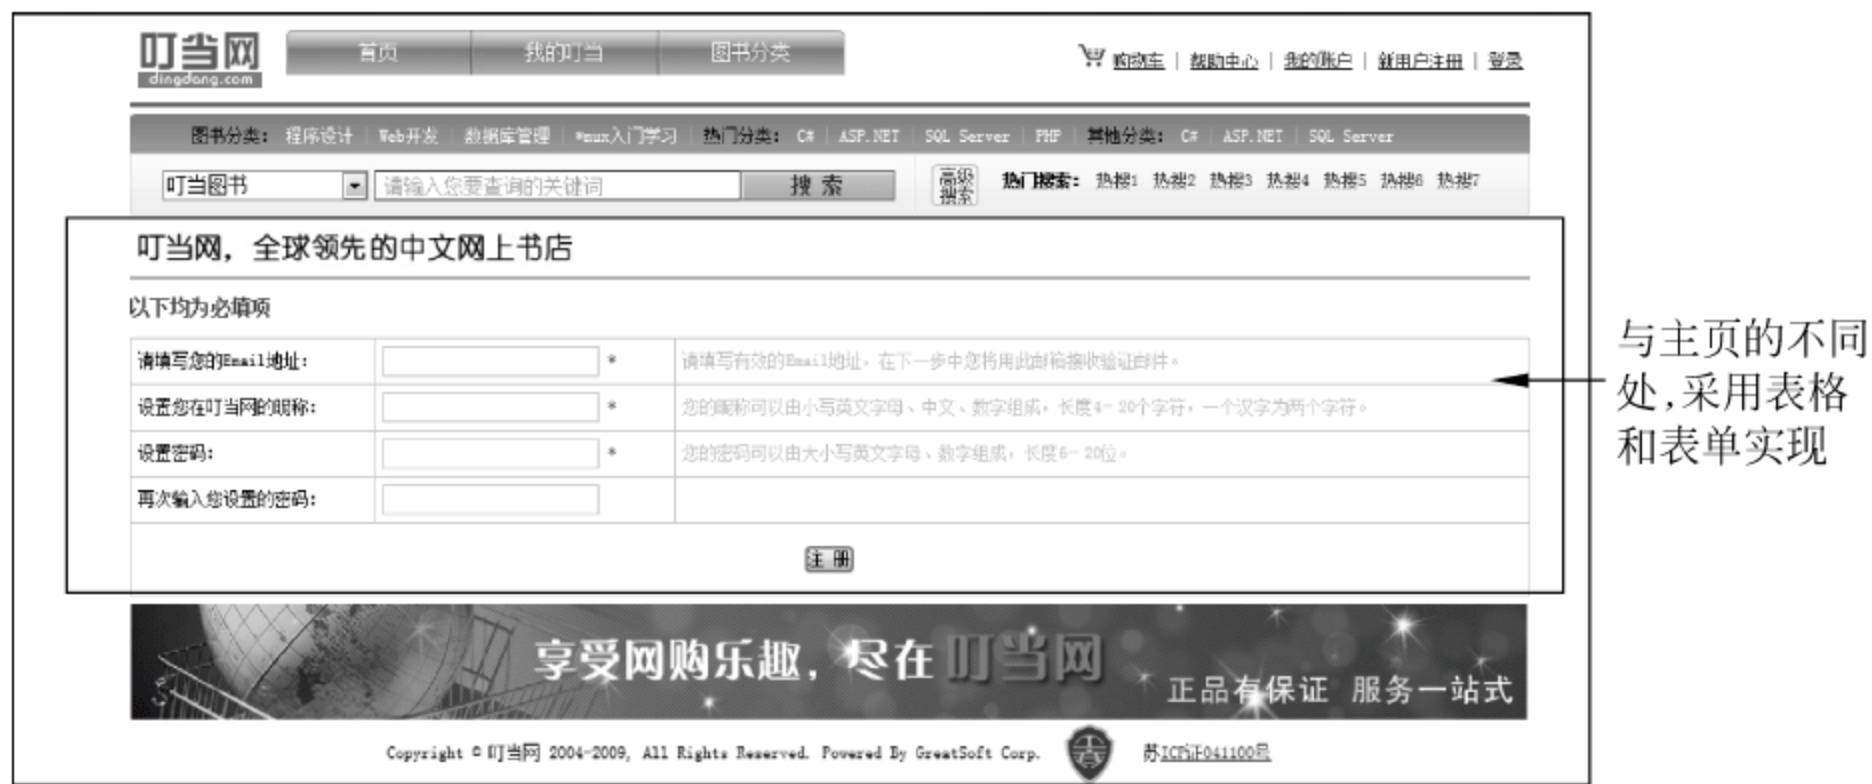 叮当网
dingdang.com
首页 我的叮当 图书分类
购物车 | 帮助中心 | 我的账户 | 新用户注册 | 登录
图书分类: 程序设计 | Web开发 | 数据库管理 | *mux入门学习 | 热门分类: C# | ASP.NET | SQL Server | PHP | 其他分类: C# | ASP.NET | SQL Server
叮当图书 请输入您要查询的关键词 搜 索 高级搜索 热门搜索: 热搜1 热搜2 热搜3 热搜4 热搜5 热搜6 热搜7
叮当网，全球领先的中文网上书店
以下均为必填项
请填写您的Email地址: * 请填写有效的Email地址，在下一步中您将用此邮箱接收验证邮件。
设置您在叮当网的昵称: * 您的昵称可以由小写英文字母、中文、数字组成，长度4-20个字符，一个汉字为两个字符。
设置密码: * 您的密码可以由大小写英文字母、数字组成，长度6-20位。
再次输入您设置的密码:
注 册
与主页的不同
处,采用表格
和表单实现
享受网购乐趣，尽在叮当网
正品有保证 服务一站式
Copyright © 叮当网 2004-2009, All Rights Reserved. Powered By GreatSoft Corp. 苏ICP证041100号